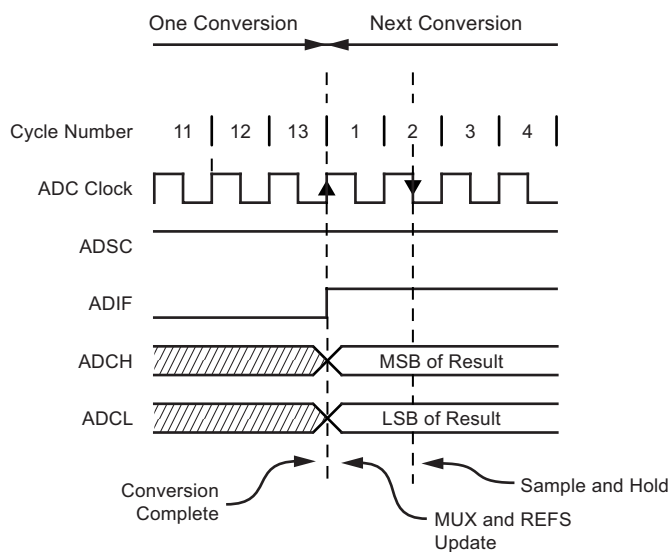 One Conversion
Next Conversion
Cycle Number
11
12
13
1
2
3
4
ADC Clock
ADSC
ADIF
ADCH
MSB of Result
ADCL
LSB of Result
Conversion
Complete
MUX and REFS
Update
Sample and Hold